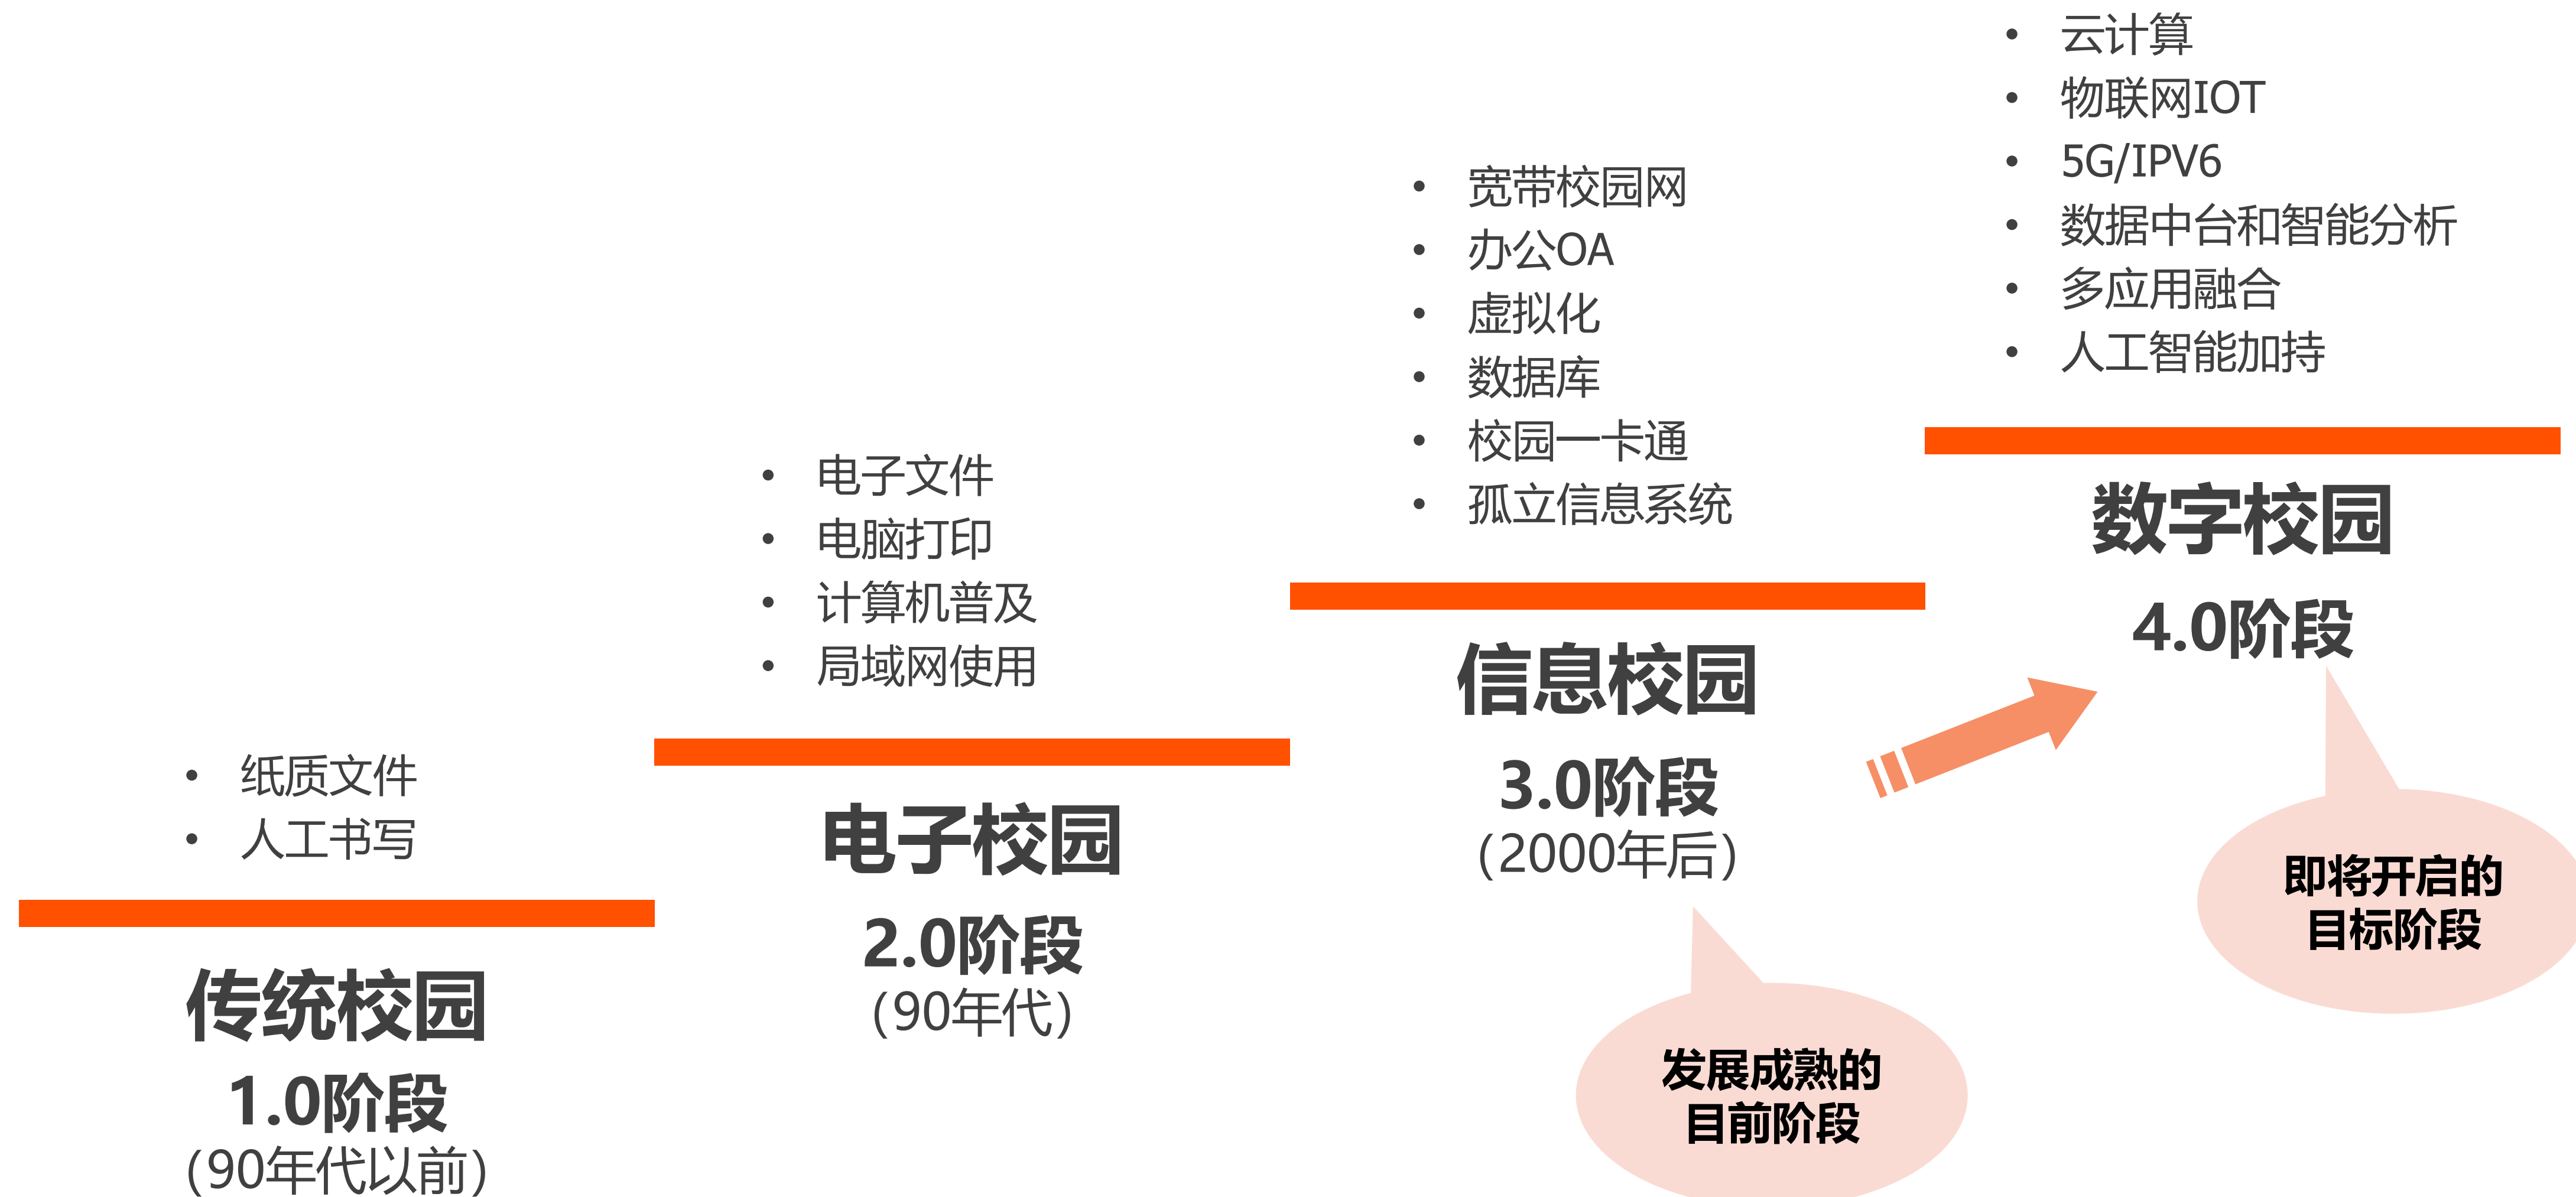 • 云计算
• 物联网IOT
• 5G/IPV6
• 数据中台和智能分析
• 多应用融合
• 人工智能加持
数字校园
4.0阶段
即将开启的
目标阶段
• 宽带校园网
• 办公OA
• 虚拟化
• 数据库
• 校园一卡通
• 孤立信息系统
信息校园
3.0阶段
（2000年后）
发展成熟的
目前阶段
• 电子文件
• 电脑打印
• 计算机普及
• 局域网使用
电子校园
2.0阶段
（90年代）
• 纸质文件
• 人工书写
传统校园
1.0阶段
（90年代以前）